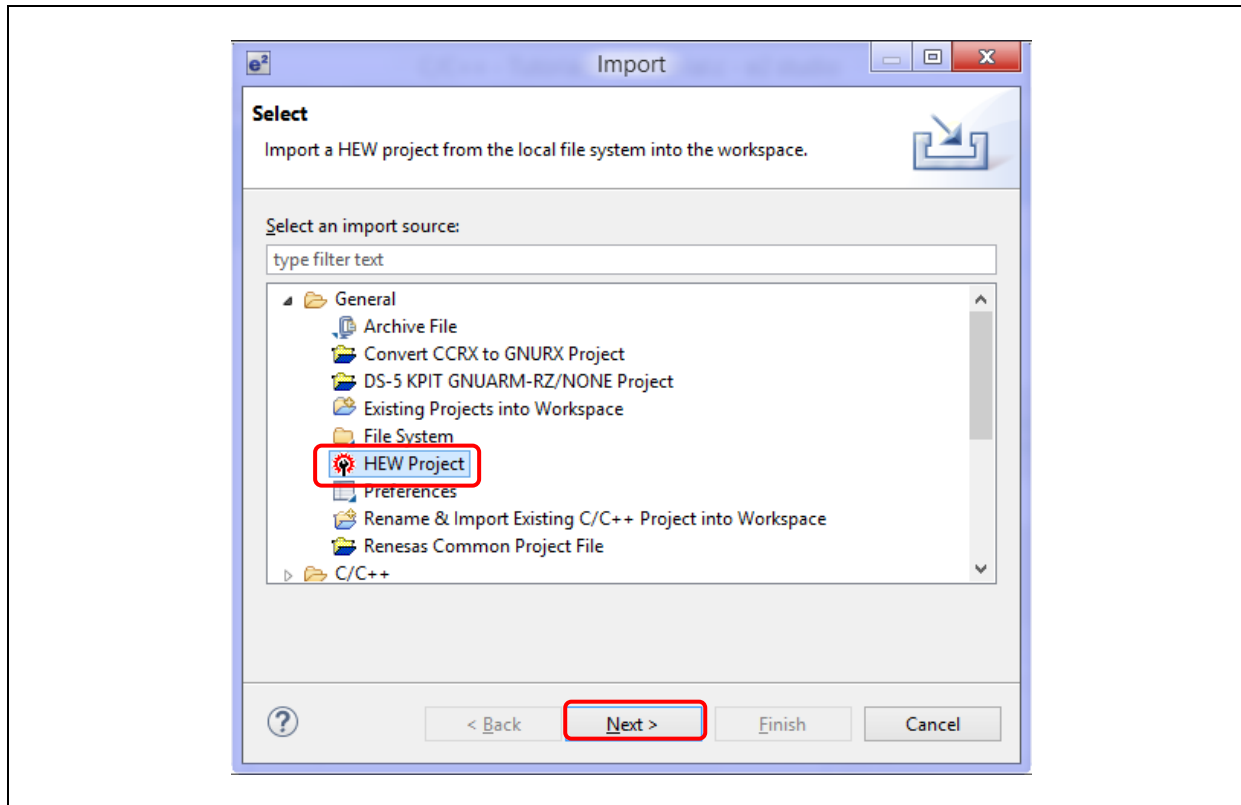 e²
Import
Select
Import a HEW project from the local file system into the workspace.
Select an import source:
type filter text
General
Archive File
Convert CCRX to GNURX Project
DS-5 KPIT GNUARM-RZ/NONE Project
Existing Projects into Workspace
File System
HEW Project
Preferences
Rename & Import Existing C/C++ Project into Workspace
Renesas Common Project File
C/C++
? < Back Next > Finish Cancel